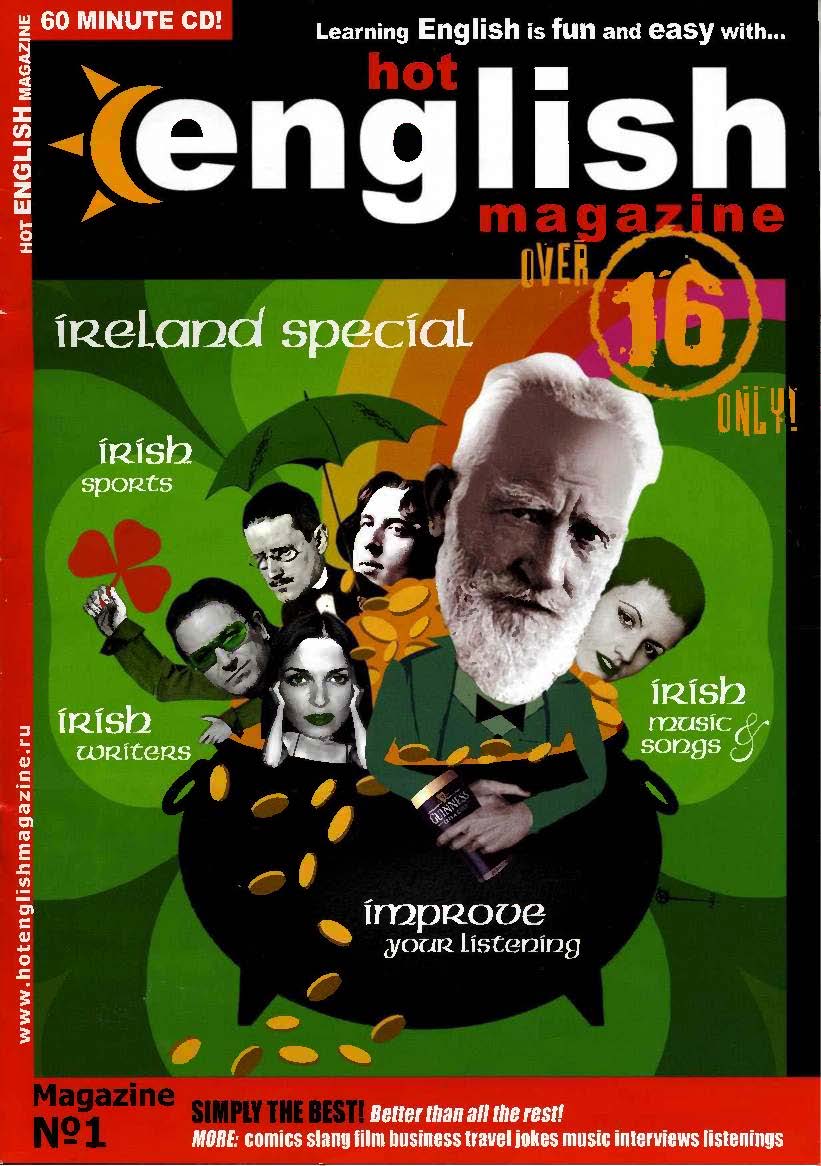 60 MINUTE CD!
Learning English is fun and easy with...
HOT ENGLISH MAGAZINE
hot
english
magazine
OVER
16
ONLY!
ireland special
irish
sports
irish
writers
irish
music &
songs
GUINNESS
improve
your listening
www.hotenglishmagazine.ru
Magazine
Nº1
SIMPLY THE BEST! Better than all the rest!
MORE: comics slang film business travel jokes music interviews listenings